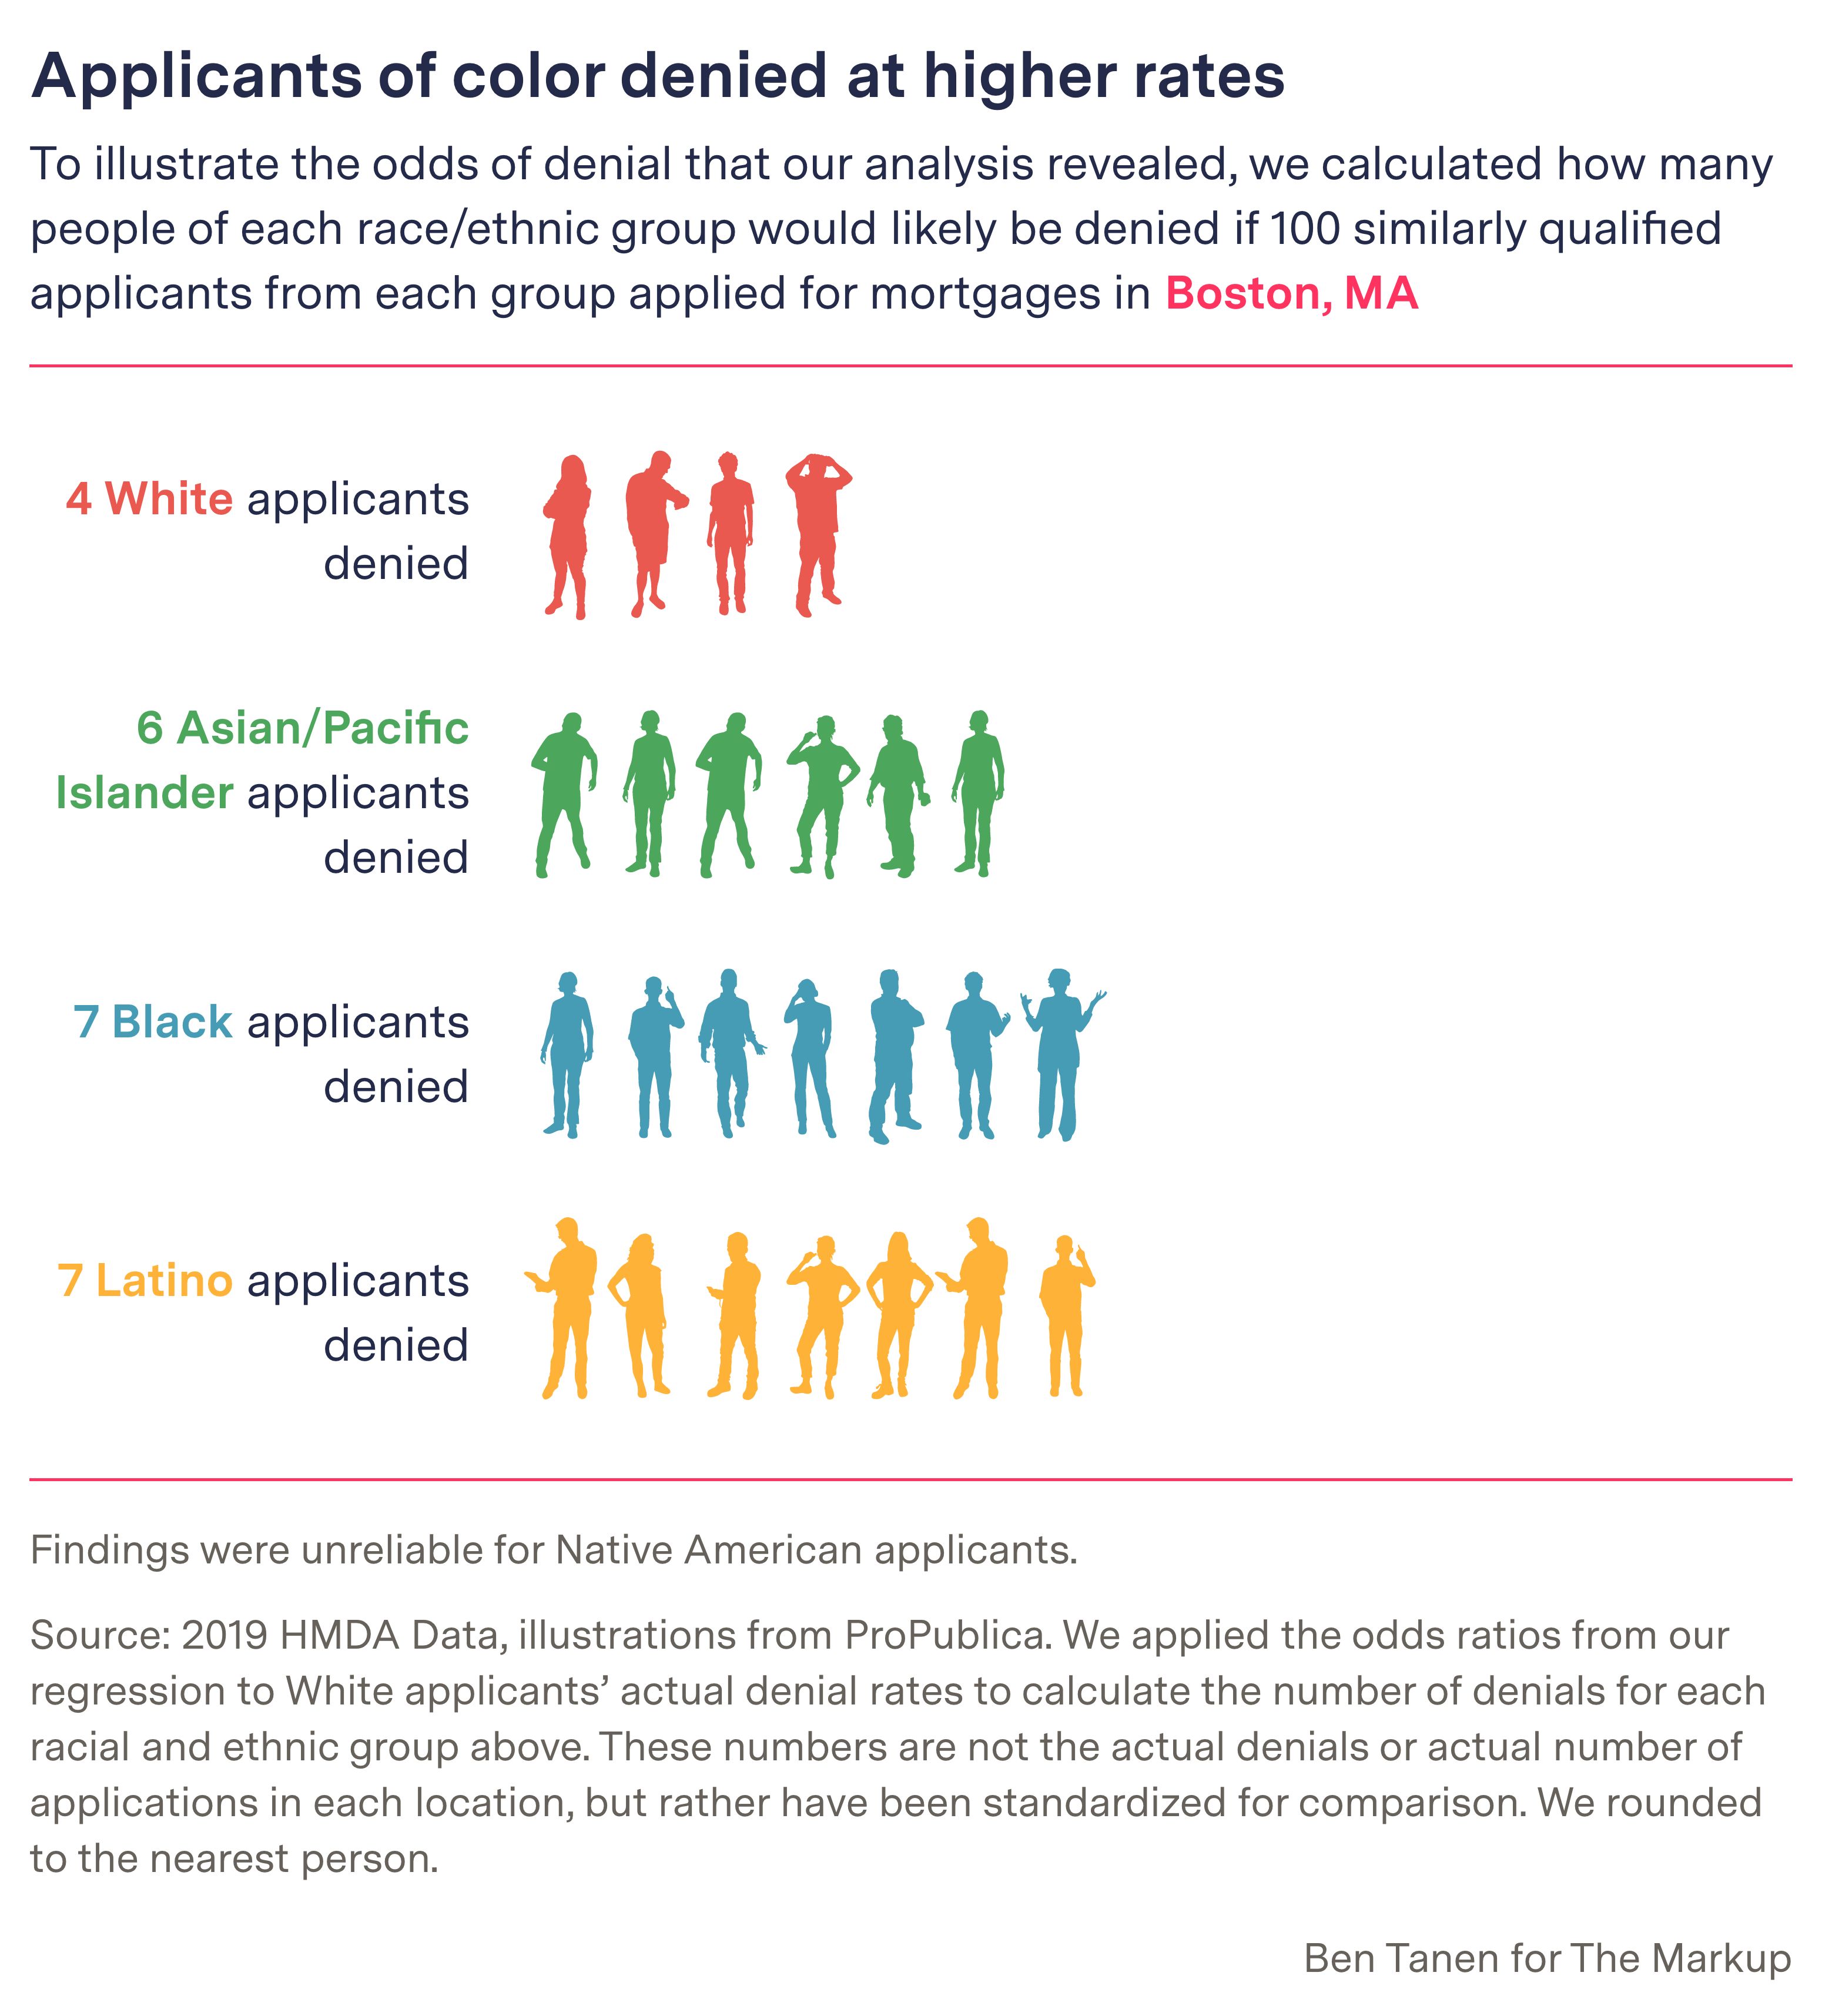 Applicants of color denied at higher rates
To illustrate the odds of denial that our analysis revealed, we calculated how many
people of each race/ethnic group would likely be denied if 100 similarly qualified
applicants from each group applied for mortgages in Boston, MA
4 White applicants
denied
6 Asian/Pacific
Islander applicants
denied
7 Black applicants
denied
7 Latino applicants
denied
Findings were unreliable for Native American applicants.
Source: 2019 HMDA Data, illustrations from ProPublica. We applied the odds ratios from our
regression to White applicants’ actual denial rates to calculate the number of denials for each
racial and ethnic group above. These numbers are not the actual denials or actual number of
applications in each location, but rather have been standardized for comparison. We rounded
to the nearest person.
Ben Tanen for The Markup